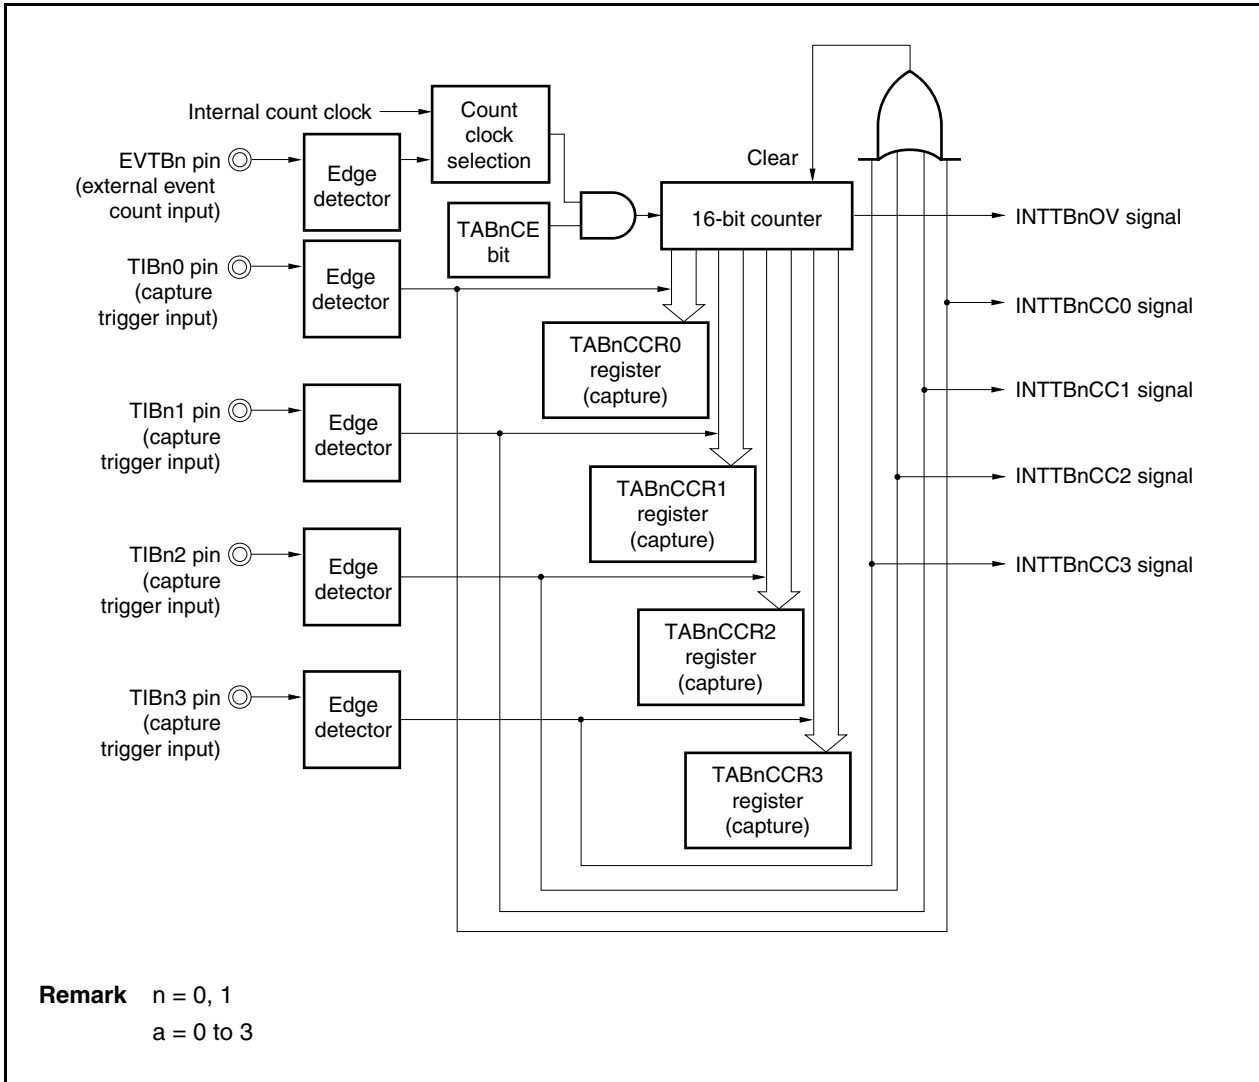 Internal count clock
Count
clock
selection
EVTBn pin
(external event
count input)
Edge
detector
Clear
TABnCE
bit
16-bit counter
INTTBnOV signal
TIBn0 pin
(capture
trigger input)
Edge
detector
INTTBnCC0 signal
TABnCCR0
register
(capture)
INTTBnCC1 signal
TIBn1 pin
(capture
trigger input)
Edge
detector
TABnCCR1
register
(capture)
INTTBnCC2 signal
TIBn2 pin
(capture
trigger input)
Edge
detector
INTTBnCC3 signal
TABnCCR2
register
(capture)
TIBn3 pin
(capture
trigger input)
Edge
detector
TABnCCR3
register
(capture)
Remark n = 0, 1
a = 0 to 3